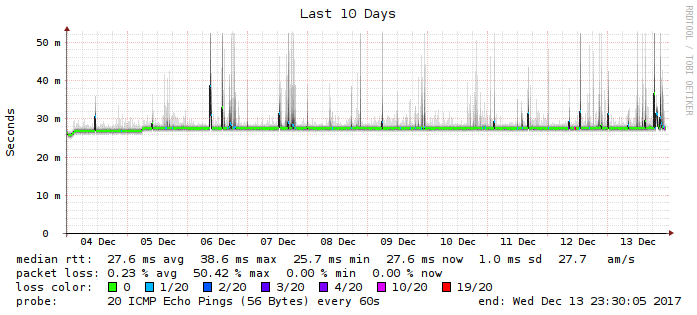 Last 10 Days
RRDTOOL / TOBI OETIKER
Seconds
50 m
40 m
30 m
20 m
10 m
0
04 Dec 05 Dec 06 Dec 07 Dec 08 Dec 09 Dec 10 Dec 11 Dec 12 Dec 13 Dec
median rtt: 27.6 ms avg 38.6 ms max 25.7 ms min 27.6 ms now 1.0 ms sd 27.7 am/s
packet loss: 0.23 % avg 50.42 % max 0.00 % min 0.00 % now
loss color: 0 1/20 2/20 3/20 4/20 10/20 19/20
probe: 20 ICMP Echo Pings (56 Bytes) every 60s end: Wed Dec 13 23:30:05 2017